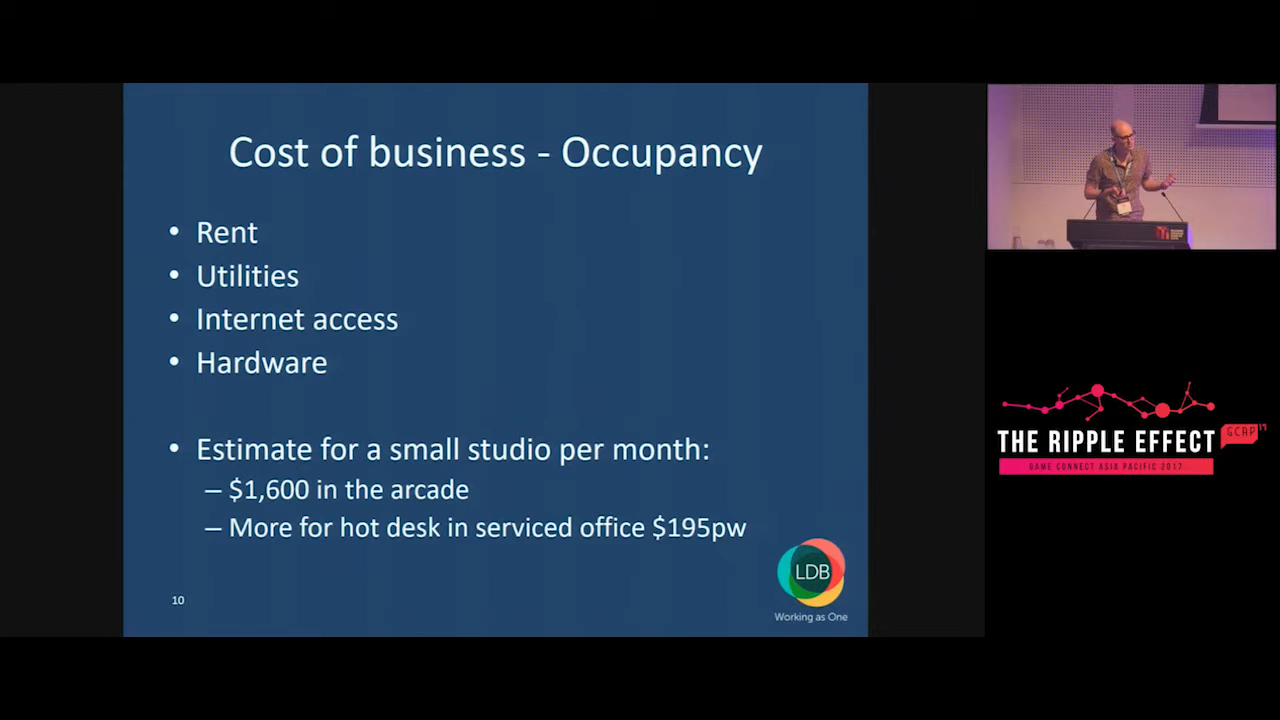 Cost of business - Occupancy
• Rent
• Utilities
• Internet access
• Hardware
• Estimate for a small studio per month:
– $1,600 in the arcade
– More for hot desk in serviced office $195pw
LDB
Working as One
10
THE RIPPLE EFFECT
GCAP 17
GAME CONNECT ASIA PACIFIC 2017